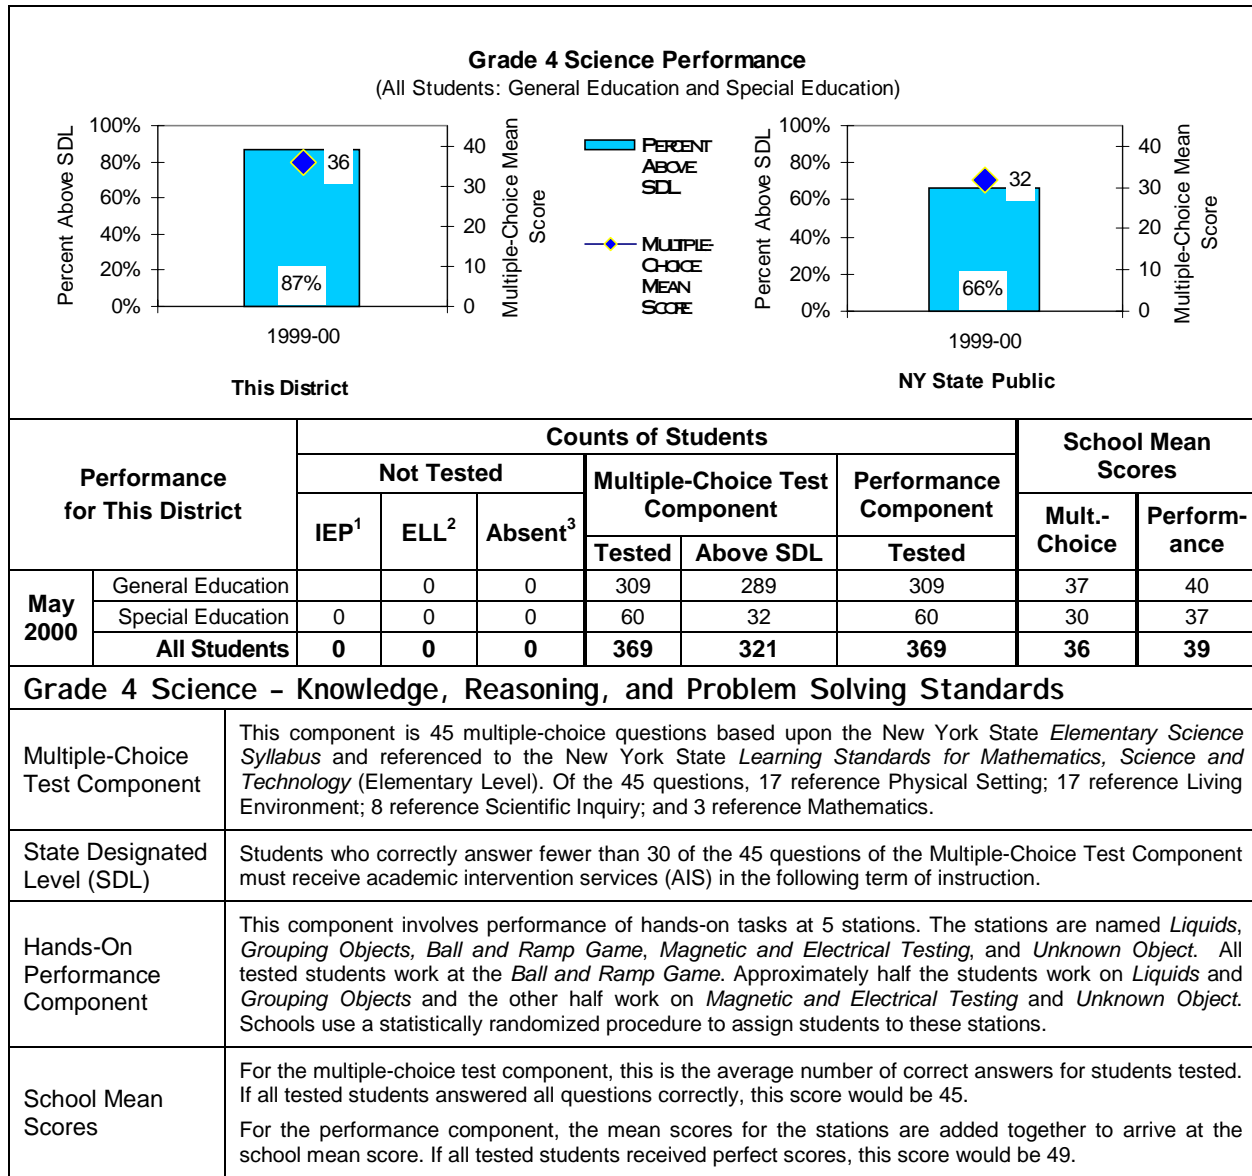 Grade 4 Science Performance
(All Students: General Education and Special Education)
Percent Above SDL
100%
80%
60%
40%
20%
0%
36
87%
40
30
20
10
0
Multiple-Choice Mean Score
1999-00
This District
PERCENT
ABOVE
SDL
MULTIPLE-
CHOICE
MEAN
SCORE
Percent Above SDL
100%
80%
60%
40%
20%
0%
32
66%
40
30
20
10
0
Multiple-Choice Mean Score
1999-00
NY State Public
Performance
for This District
Counts of Students
School Mean
Scores
Not Tested
Multiple-Choice Test
Component
Performance
Component
IEP1 ELL2 Absent3
Tested Above SDL Tested
Mult.-
Choice
Perform-
ance
May
2000
General Education 0 0 309 289 309 37 40
Special Education 0 0 0 60 32 60 30 37
All Students 0 0 0 369 321 369 36 39
Grade 4 Science – Knowledge, Reasoning, and Problem Solving Standards
Multiple-Choice
Test Component
This component is 45 multiple-choice questions based upon the New York State Elementary Science
Syllabus and referenced to the New York State Learning Standards for Mathematics, Science and
Technology (Elementary Level). Of the 45 questions, 17 reference Physical Setting; 17 reference Living
Environment; 8 reference Scientific Inquiry; and 3 reference Mathematics.
State Designated
Level (SDL)
Students who correctly answer fewer than 30 of the 45 questions of the Multiple-Choice Test Component
must receive academic intervention services (AIS) in the following term of instruction.
Hands-On
Performance
Component
This component involves performance of hands-on tasks at 5 stations. The stations are named Liquids,
Grouping Objects, Ball and Ramp Game, Magnetic and Electrical Testing, and Unknown Object. All
tested students work at the Ball and Ramp Game. Approximately half the students work on Liquids and
Grouping Objects and the other half work on Magnetic and Electrical Testing and Unknown Object.
Schools use a statistically randomized procedure to assign students to these stations.
School Mean
Scores
For the multiple-choice test component, this is the average number of correct answers for students tested.
If all tested students answered all questions correctly, this score would be 45.
For the performance component, the mean scores for the stations are added together to arrive at the
school mean score. If all tested students received perfect scores, this score would be 49.